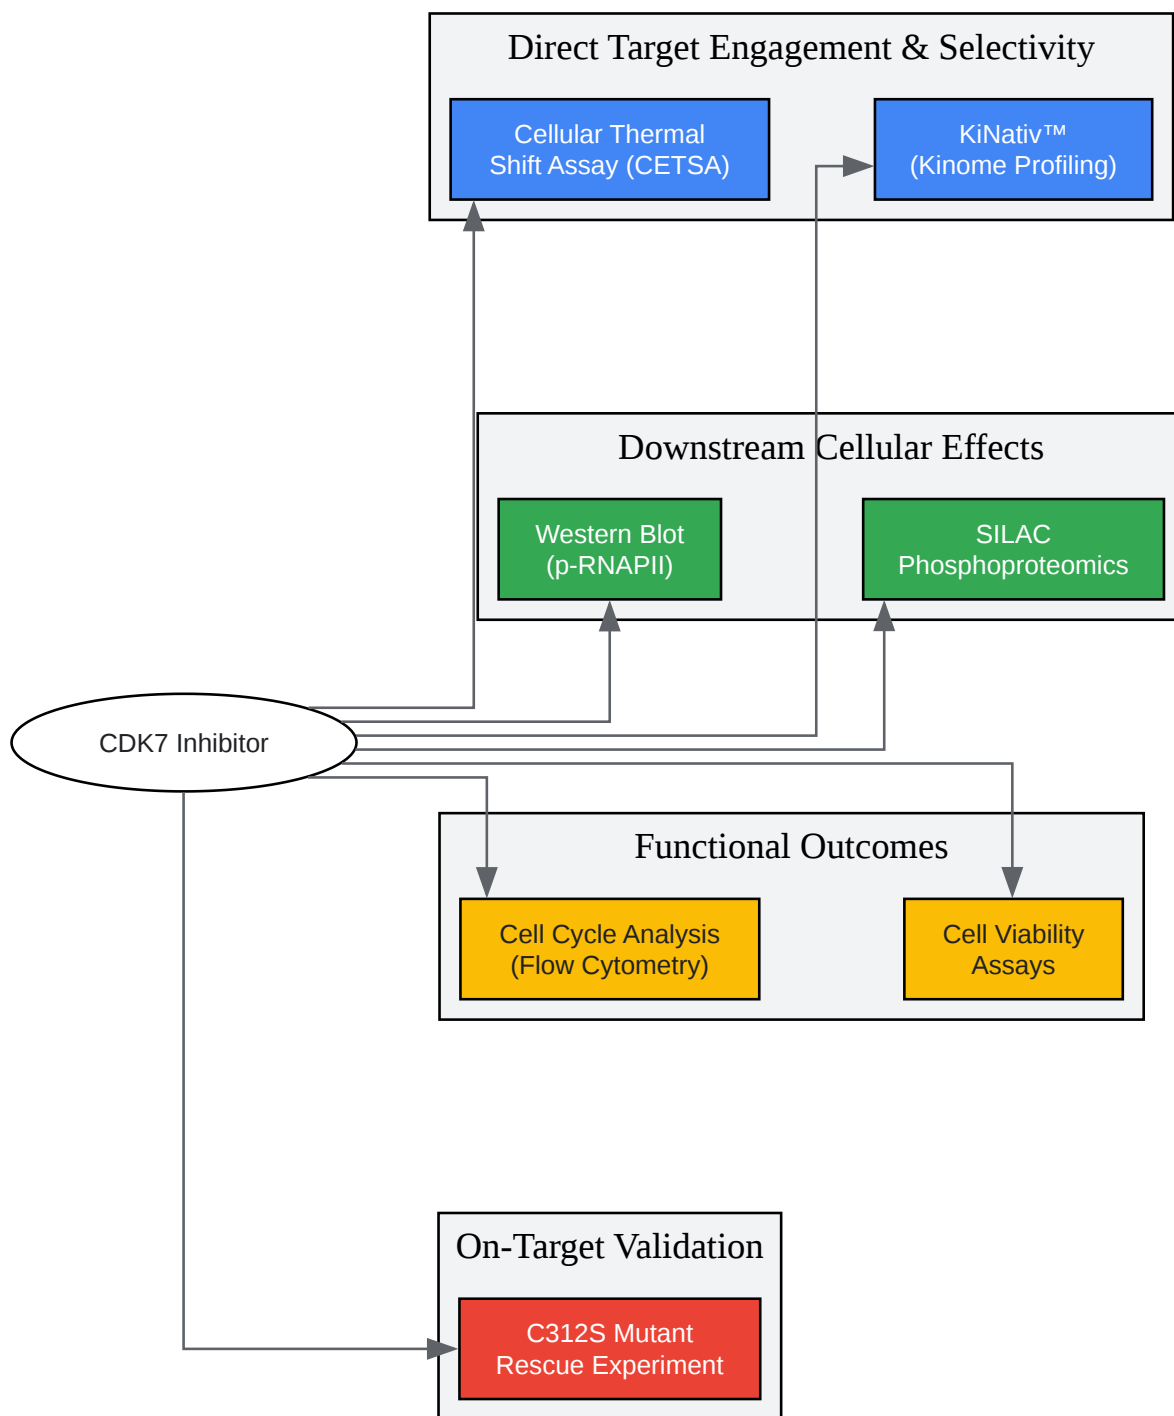 Direct Target Engagement & Selectivity
Cellular Thermal
Shift Assay (CETSA)
KiNativ™
(Kinome Profiling)
Downstream Cellular Effects
Western Blot
(p-RNAPII)
SILAC
Phosphoproteomics
CDK7 Inhibitor
Functional Outcomes
Cell Cycle Analysis
(Flow Cytometry)
Cell Viability
Assays
On-Target Validation
C312S Mutant
Rescue Experiment